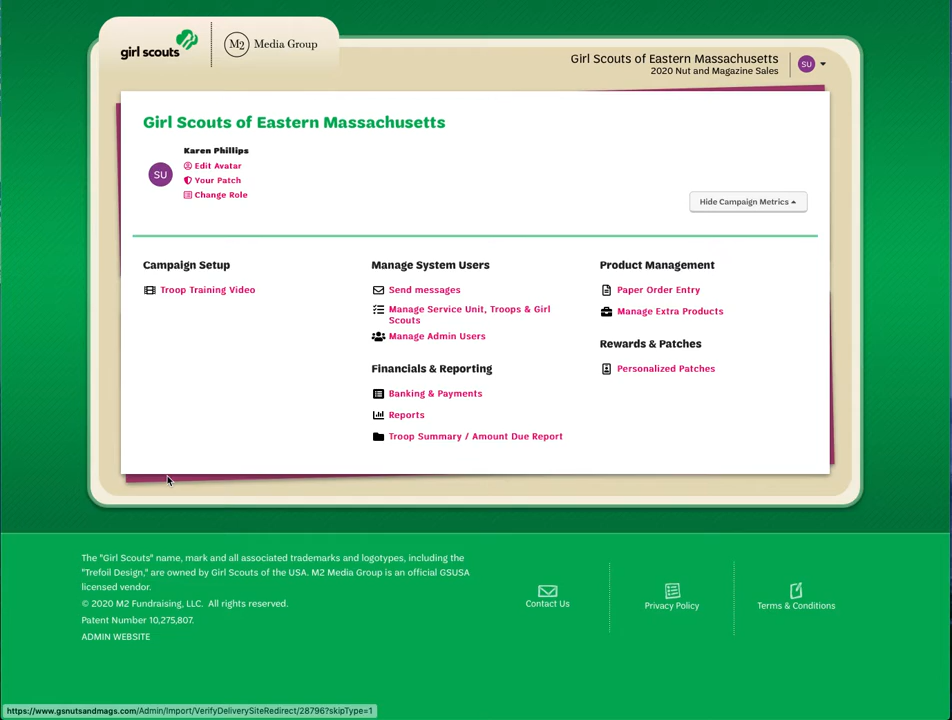 girl scouts
M2 Media Group
Girl Scouts of Eastern Massachusetts
2020 Nut and Magazine Sales
SU
Girl Scouts of Eastern Massachusetts
Karen Phillips
SU
Edit Avatar
Your Patch
Change Role
Hide Campaign Metrics
Campaign Setup
Troop Training Video
Manage System Users
Send messages
Manage Service Unit, Troops & Girl
Scouts
Manage Admin Users
Financials & Reporting
Banking & Payments
Reports
Troop Summary / Amount Due Report
Product Management
Paper Order Entry
Manage Extra Products
Rewards & Patches
Personalized Patches
The "Girl Scouts" name, mark and all associated trademarks and logotypes, including the
"Trefoil Design," are owned by Girl Scouts of the USA. M2 Media Group is an official GSUSA
licensed vendor.
© 2020 M2 Fundraising, LLC. All rights reserved.
Patent Number 10,275,807.
ADMIN WEBSITE
Contact Us
Privacy Policy
Terms & Conditions
https://www.gsnutsandmags.com/Admin/Import/VerifyDeliverySiteRedirect/28796?skipType=1